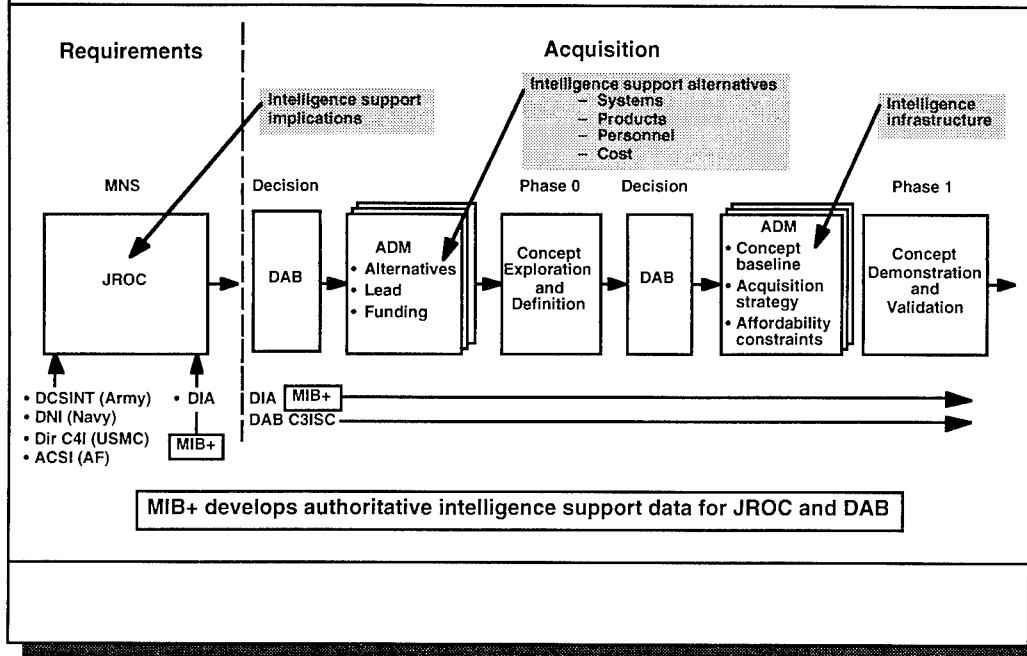 Requirements
Acquisition
Intelligence support
implications
Intelligence support alternatives
– Systems
– Products
– Personnel
– Cost
Intelligence
infrastructure
MNS
Decision
Phase 0
Decision
Phase 1
JROC
DAB
ADM
• Alternatives
• Lead
• Funding
Concept
Exploration
and
Definition
DAB
ADM
• Concept
baseline
• Acquisition
strategy
• Affordability
constraints
Concept
Demonstration
and
Validation
• DCSINT (Army)
• DNI (Navy)
• Dir C4I (USMC)
• ACSI (AF)
• DIA
MIB+
DIA MIB+
DAB C3ISC
MIB+ develops authoritative intelligence support data for JROC and DAB